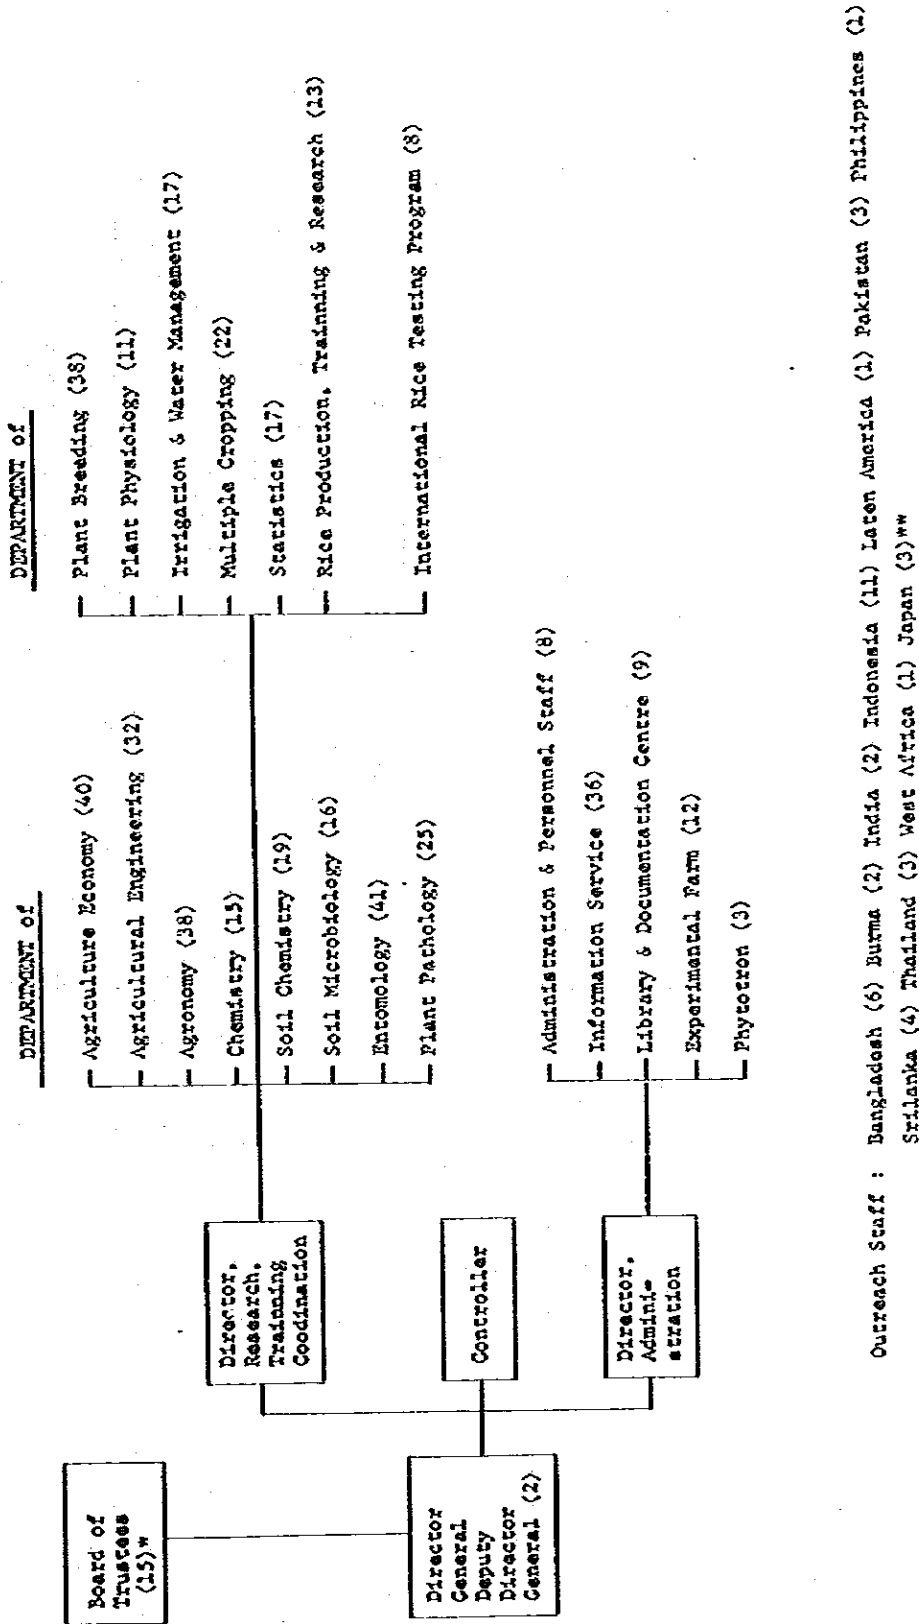 Board of
Trustees
(15)*
Director
General
Deputy
Director
General (2)
Director,
Research,
Trainning
Coodination
Controller
Director,
Admini-
stration
DEPARTMENT of
Agriculture Economy (40)
Agricultural Engineering (32)
Agronomy (38)
Chemistry (15)
Soil Chemistry (19)
Soil Microbiology (16)
Entomology (41)
Plant Pathology (25)
DEPARTMENT of
Plant Breeding (38)
Plant Physiology (11)
Irrigation & Water Management (17)
Multiple Cropping (22)
Statistics (17)
Rice Production, Trainning & Research (23)
International Rice Testing Program (8)
Administration & Personnel Staff (8)
Information Service (36)
Library & Documentation Centre (9)
Experimental Farm (12)
Phytotron (3)
Outreach Staff : Bangladesh (6) Burma (2) India (2) Indonesia (11) Laten America (1) Pakistan (3) Philippines (1)
Srilanka (4) Thailand (3) West Africa (1) Japan (3)**